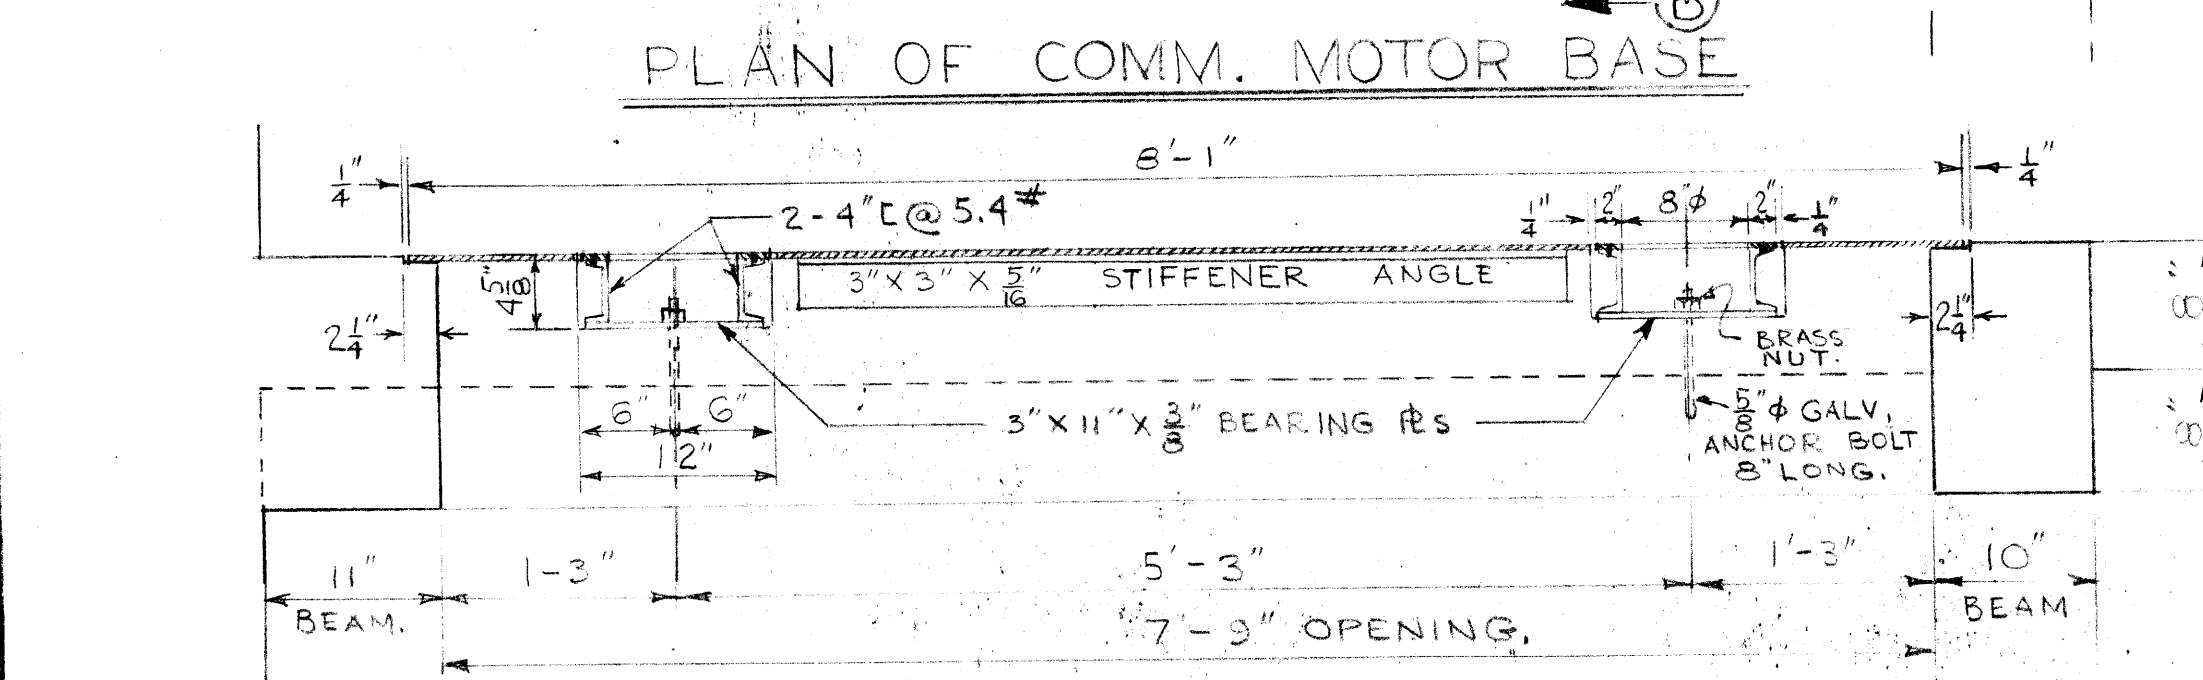 B
PLAN OF COMM. MOTOR BASE
8'-1"
1/4"
1/4"
2-4"[@5.4#
1/4"
2"
8"φ
2"
1/4"
4 5/8"
3"X3"X 5/16" STIFFENER ANGLE
2 1/4"
2 1/4"
BRASS
NUT.
6"
6"
3"X11"X 3/8" BEARING ℄S
5/8"φ GALV,
ANCHOR BOLT
8"LONG.
12"
11"
BEAM.
1-3"
5'-3"
1'-3"
10"
BEAM
7'-9" OPENING.